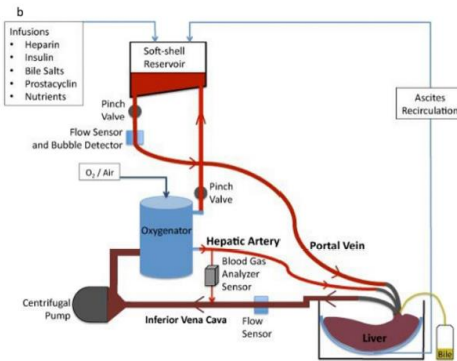 b
Infusions
• Heparin
• Insulin
• Bile Salts
• Prostacyclin
• Nutrients
Soft-shell
Reservoir
Pinch
Valve
Flow Sensor
and Bubble Detector
Ascites
Recirculation
O2 / Air
Pinch
Valve
Oxygenator
Hepatic Artery
Portal Vein
Blood Gas
Analyzer
Sensor
Centrifugal
Pump
Inferior Vena Cava
Flow
Sensor
Liver
Bile